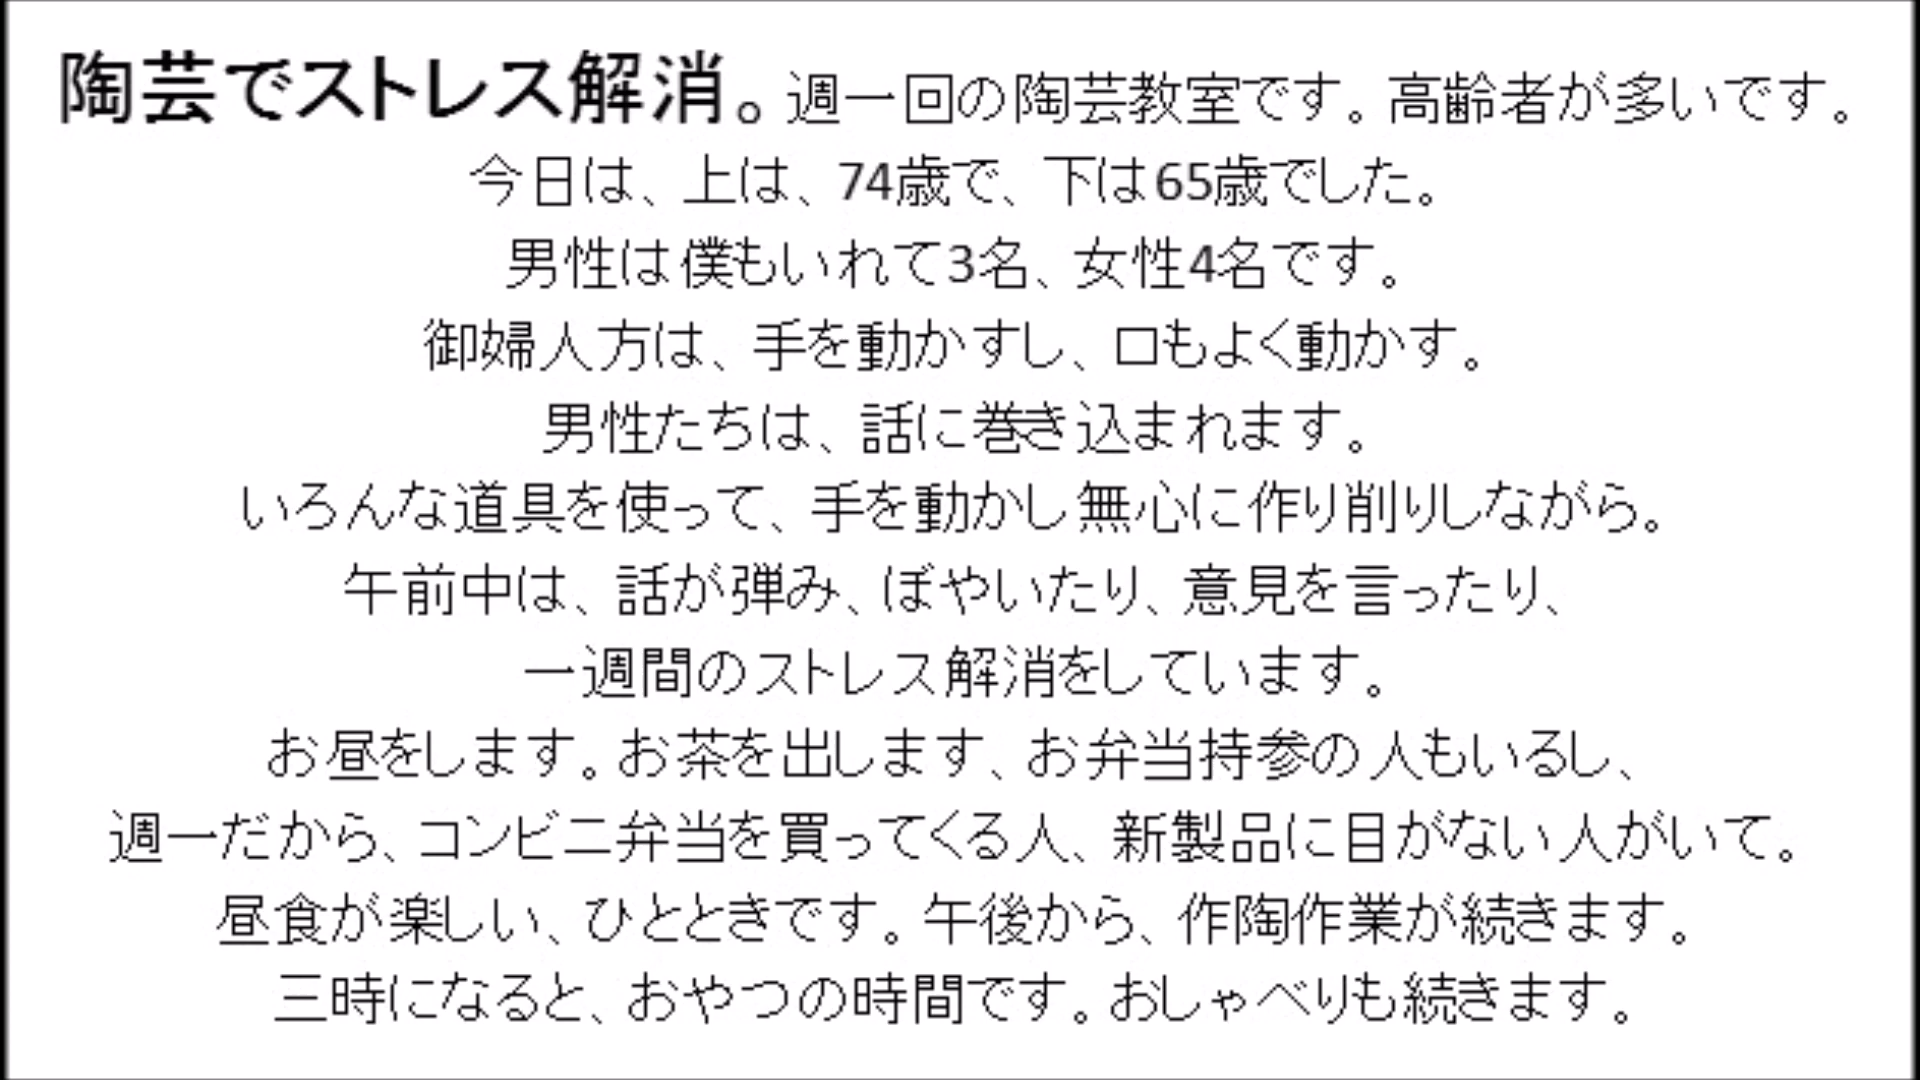 陶芸でストレス解消。週一回の陶芸教室です。高齢者が多いです。
今日は、上は、74歳で、下は65歳でした。
男性は僕もいれて3名、女性4名です。
御婦人方は、手を動かすし、口もよく動かす。
男性たちは、話に巻き込まれます。
いろんな道具を使って、手を動かし無心に作り削りしながら。
午前中は、話が弾み、ぼやいたり、意見を言ったり、
一週間のストレス解消をしています。
お昼をします。お茶を出します、お弁当持参の人もいるし、
週一だから、コンビニ弁当を買ってくる人、新製品に目がない人がいて。
昼食が楽しい、ひとときです。午後から、作陶作業が続きます。
三時になると、おやつの時間です。おしゃべりも続きます。